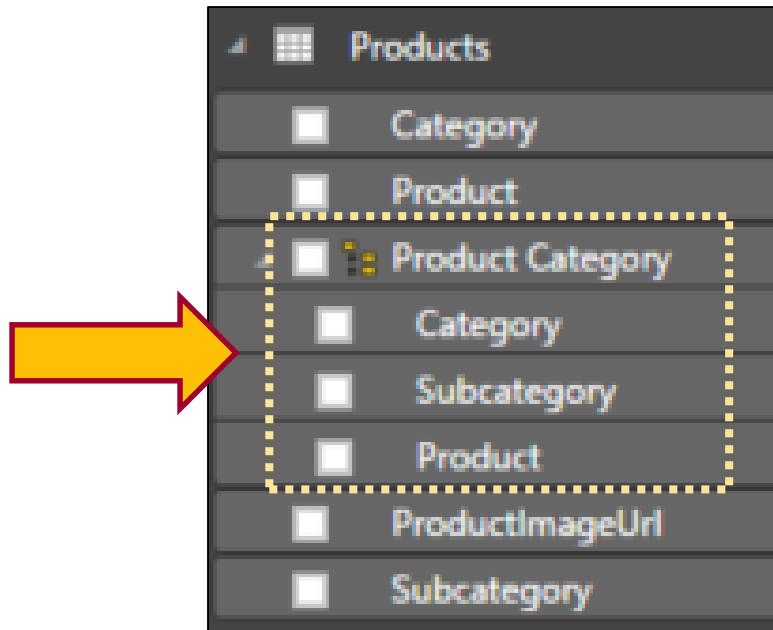 Products
Category
Product
Product Category
Category
Subcategory
Product
ProductImageUrl
Subcategory